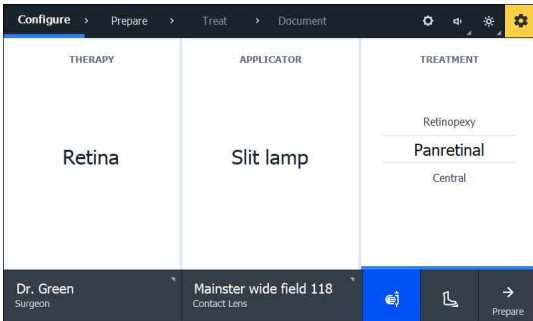 Configure > Prepare > Treat > Document
THERAPY
Retina
APPLICATOR
Slit lamp
TREATMENT
Retinopexy
Panretinal
Central
Dr. Green
Surgeon
Mainster wide field 118
Contact Lens
Prepare